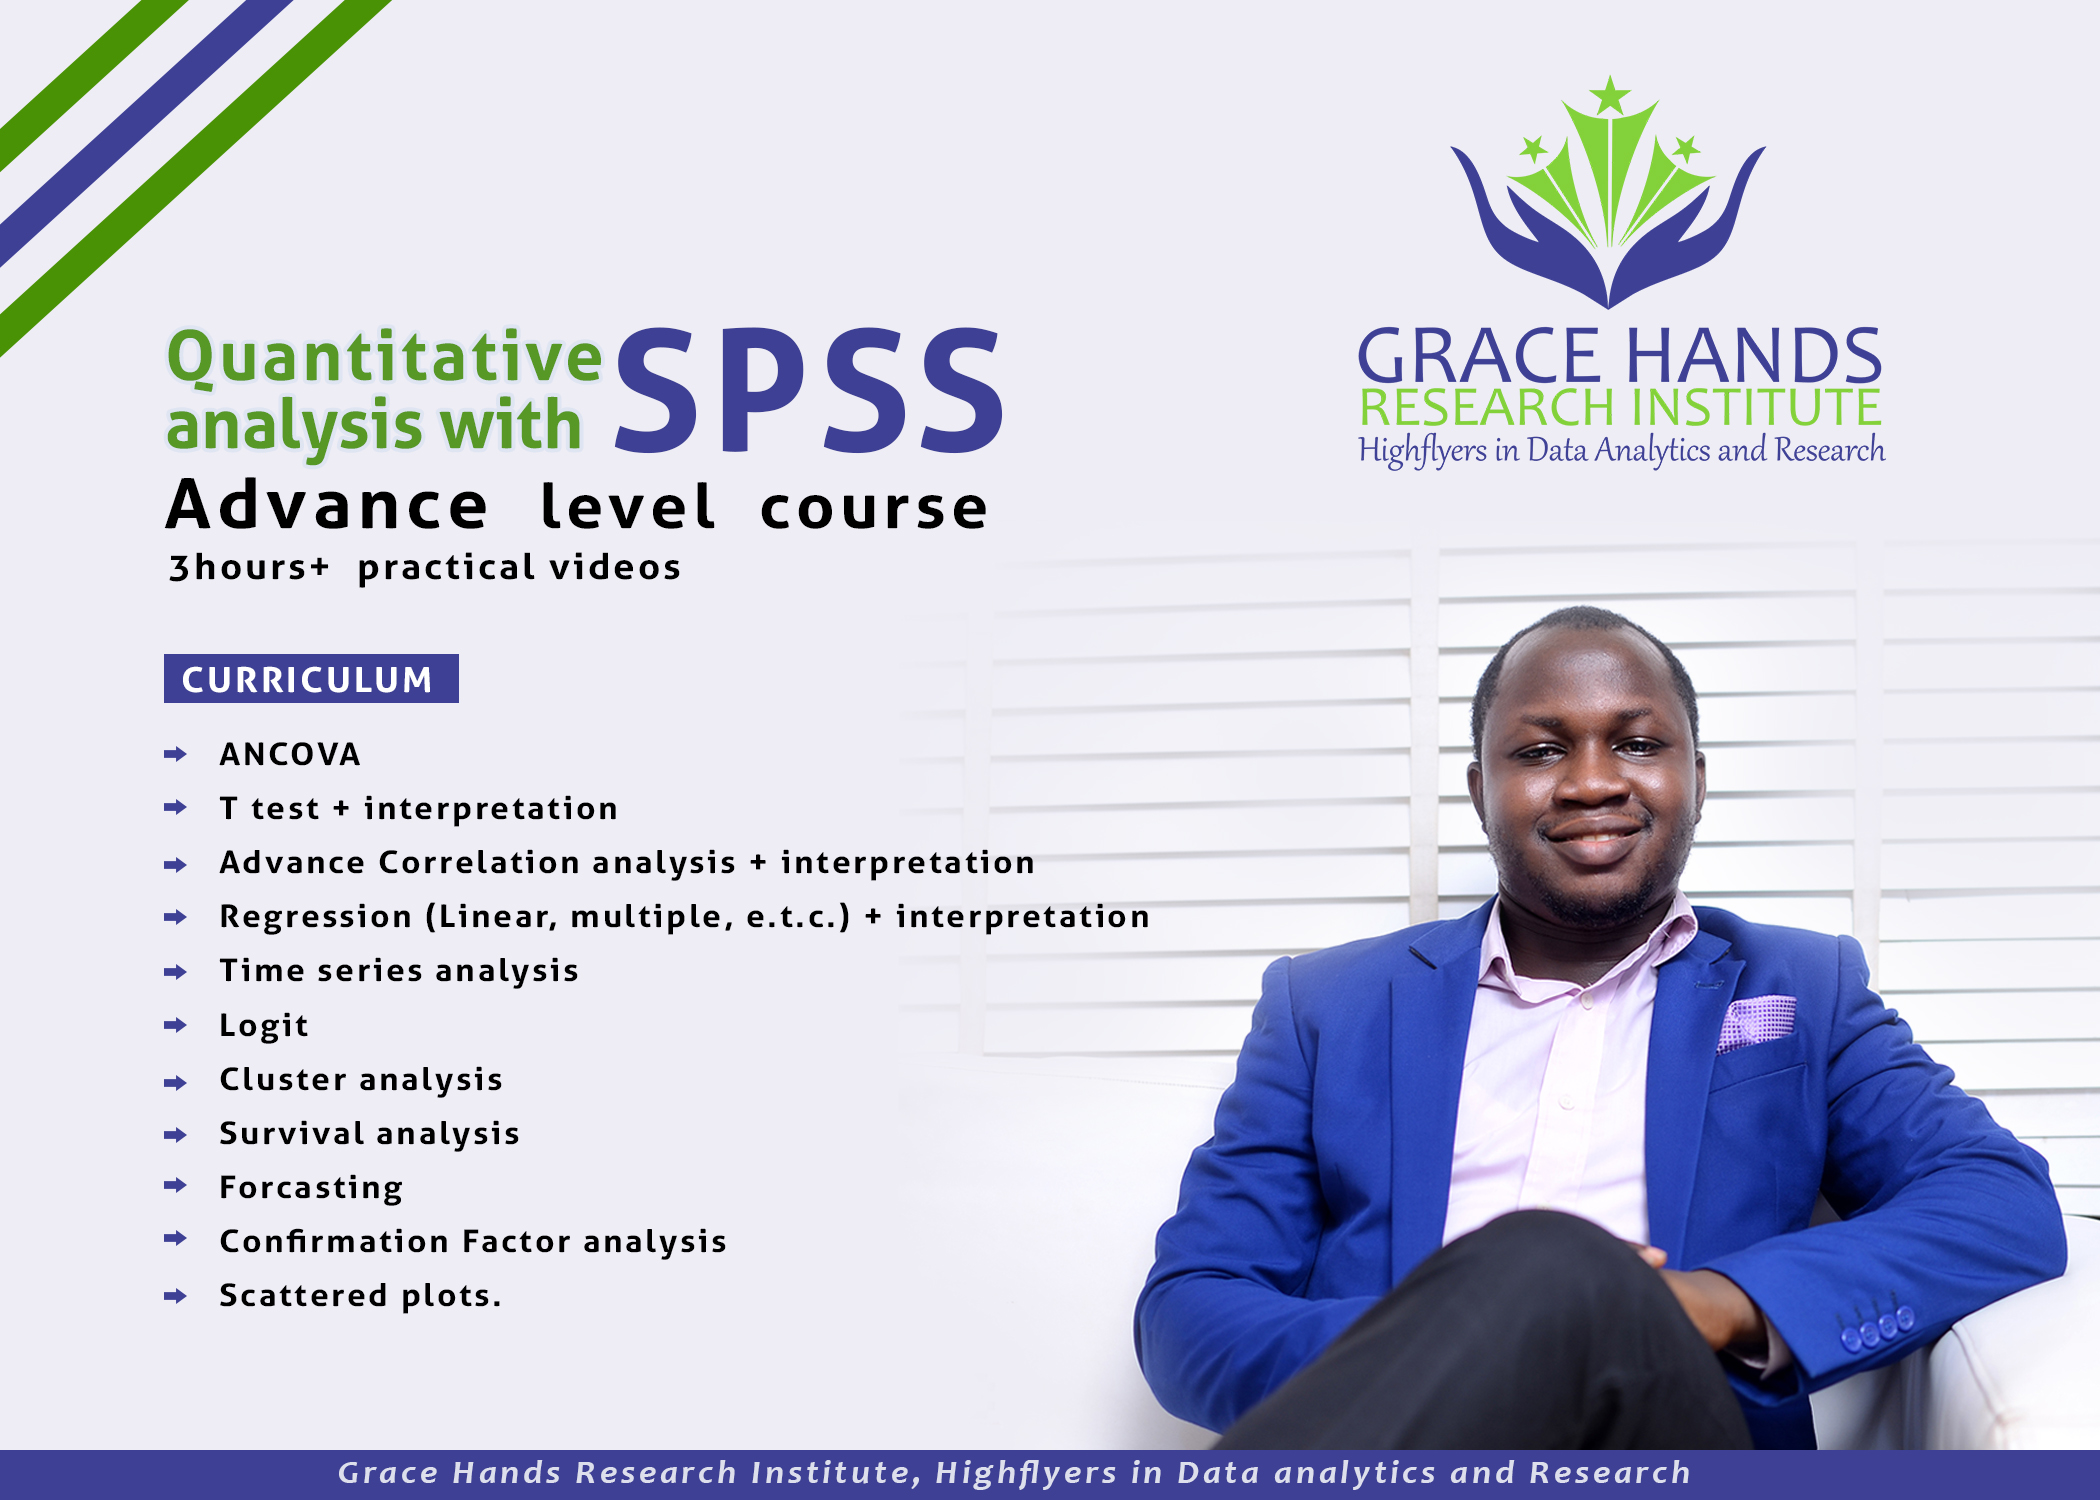 Quantitative
analysis with SPSS
Advance level course
3hours+ practical videos
CURRICULUM
ANCOVA
T test + interpretation
Advance Correlation analysis + interpretation
Regression (Linear, multiple, e.t.c.) + interpretation
Time series analysis
Logit
Cluster analysis
Survival analysis
Forcasting
Confirmation Factor analysis
Scattered plots.
GRACE HANDS
RESEARCH INSTITUTE
Highflyers in Data Analytics and Research
Grace Hands Research Institute, Highflyers in Data analytics and Research